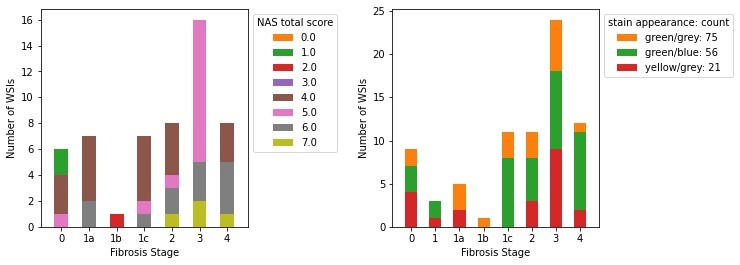 16
14
12
10
8
6
4
2
0
Number of WSIs
0 1a 1b 1c 2 3 4
Fibrosis Stage
NAS total score
0.0
1.0
2.0
3.0
4.0
5.0
6.0
7.0
25
20
15
10
5
0
Number of WSIs
0 1 1a 1b 1c 2 3 4
Fibrosis Stage
stain appearance: count
green/grey: 75
green/blue: 56
yellow/grey: 21